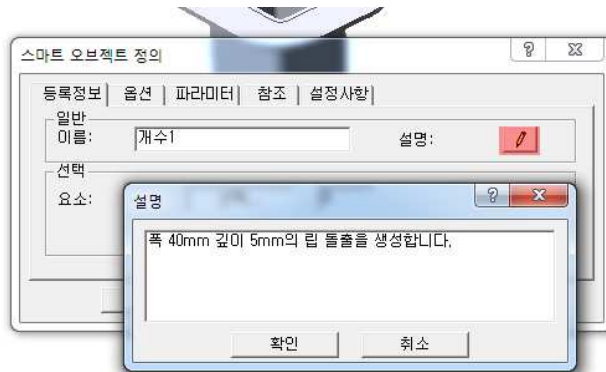 스마트 오브젝트 정의
등록정보 옵션 파라미터 참조 설정사항
일반
이름: 개수1 설명:
선택
요소:
설명
폭 40mm 깊이 5mm의 립 돌출을 생성합니다.
확인 취소